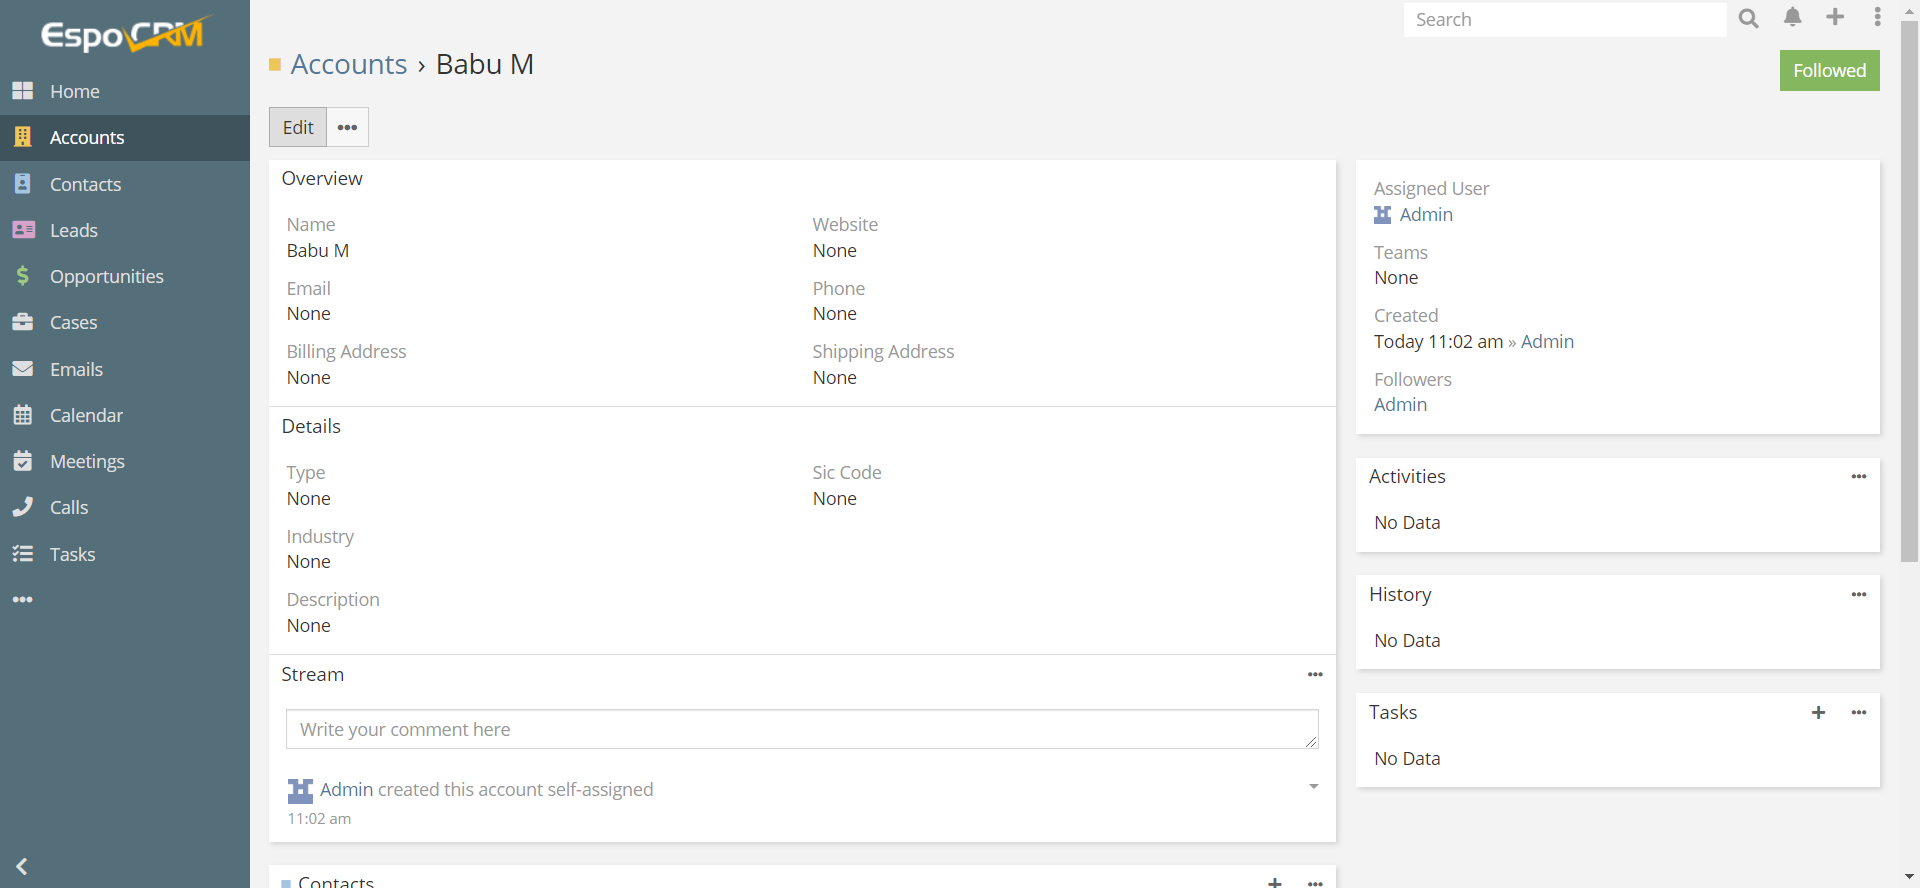 EspoCRM
Search
Home
Accounts
Contacts
Leads
Opportunities
Cases
Emails
Calendar
Meetings
Calls
Tasks
Accounts › Babu M
Followed
Edit
Overview
Name
Babu M
Website
None
Email
None
Phone
None
Billing Address
None
Shipping Address
None
Details
Type
None
Sic Code
None
Industry
None
Description
None
Stream
Write your comment here
Admin created this account self-assigned
11:02 am
Contacts
Assigned User
Admin
Teams
None
Created
Today 11:02 am » Admin
Followers
Admin
Activities
No Data
History
No Data
Tasks
No Data